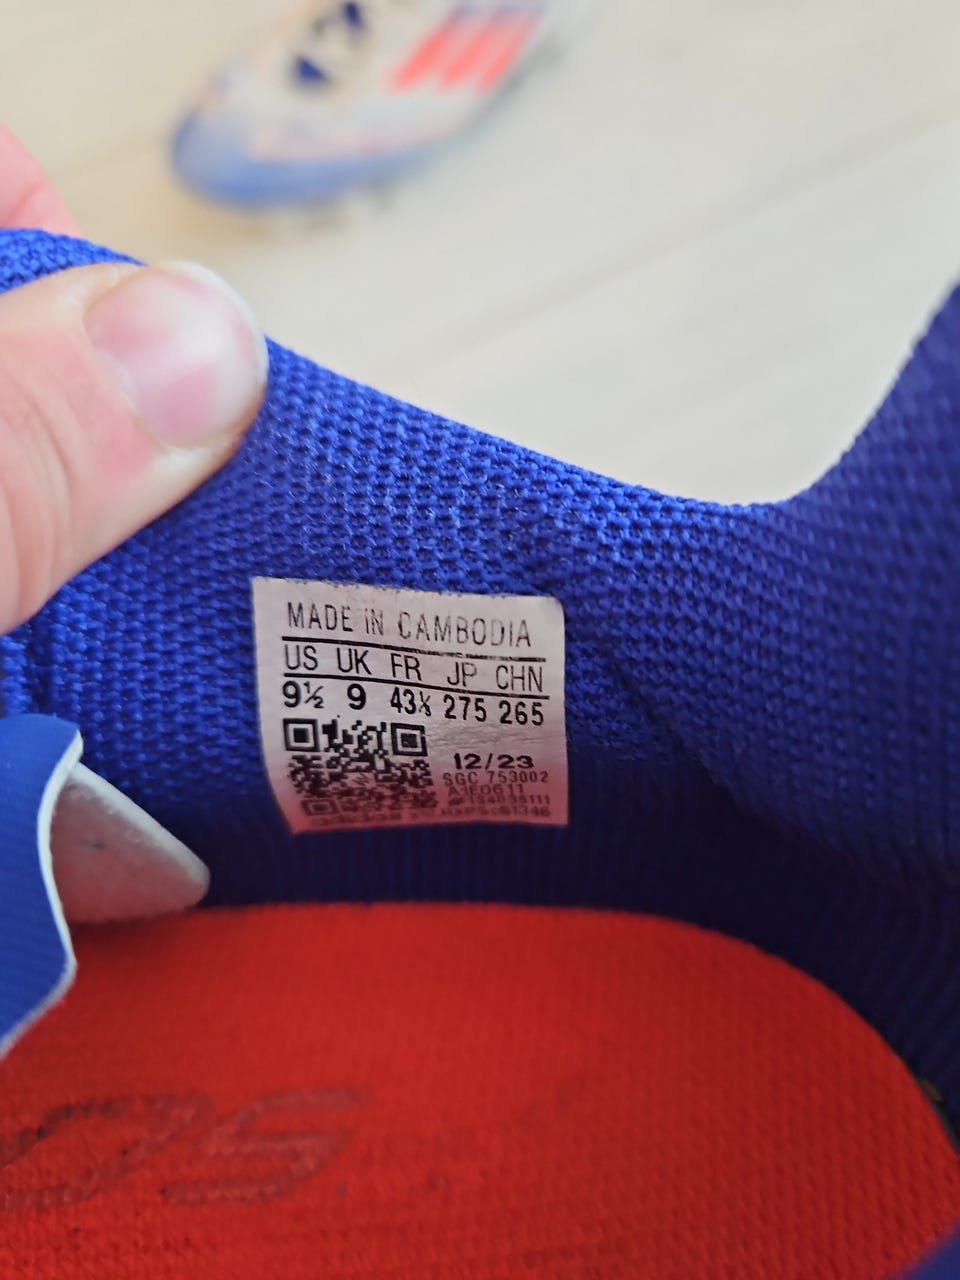 MADE IN CAMBODIA
US UK FR JP CHN
9½ 9 43⅓ 275 265
12/23
SGC 753002
adidas